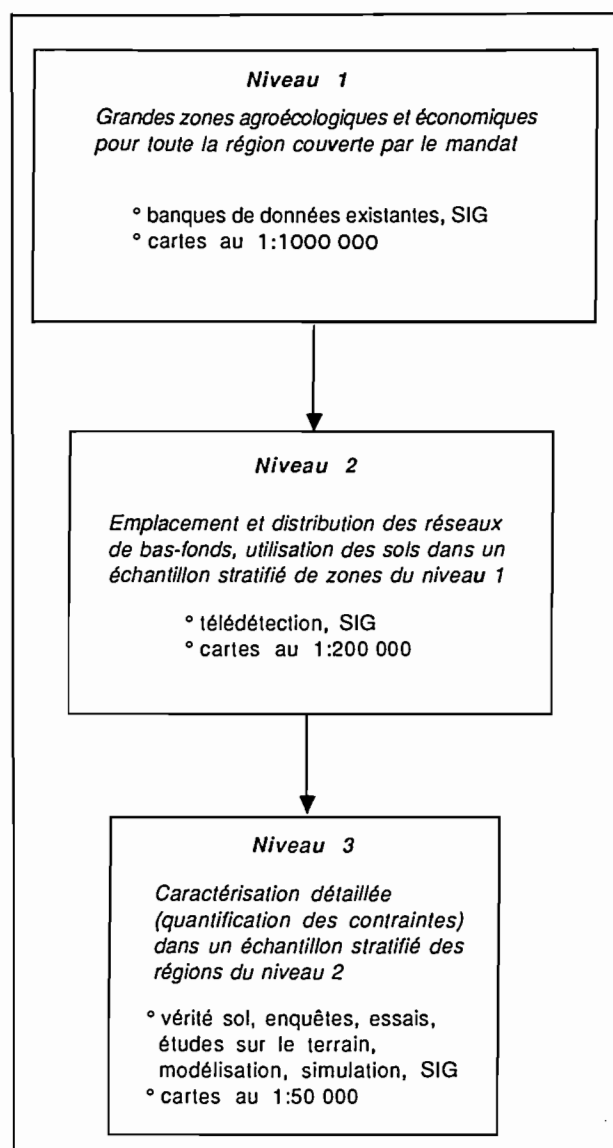 Niveau 1
Grandes zones agroécologiques et économiques
pour toute la région couverte par le mandat
° banques de données existantes, SIG
° cartes au 1:1000 000
Niveau 2
Emplacement et distribution des réseaux
de bas-fonds, utilisation des sols dans un
échantillon stratifié de zones du niveau 1
° télédétection, SIG
° cartes au 1:200 000
Niveau 3
Caractérisation détaillée
(quantification des contraintes)
dans un échantillon stratifié des
régions du niveau 2
° vérité sol, enquêtes, essais,
études sur le terrain,
modélisation, simulation, SIG
° cartes au 1:50 000